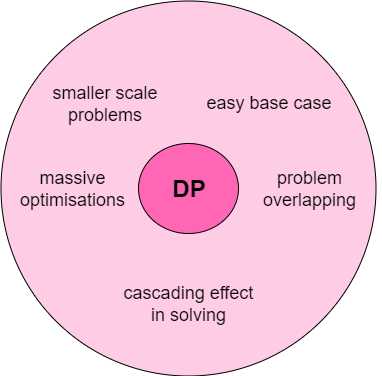 smaller scale
problems
easy base case
massive
optimisations
DP
problem
overlapping
cascading effect
in solving